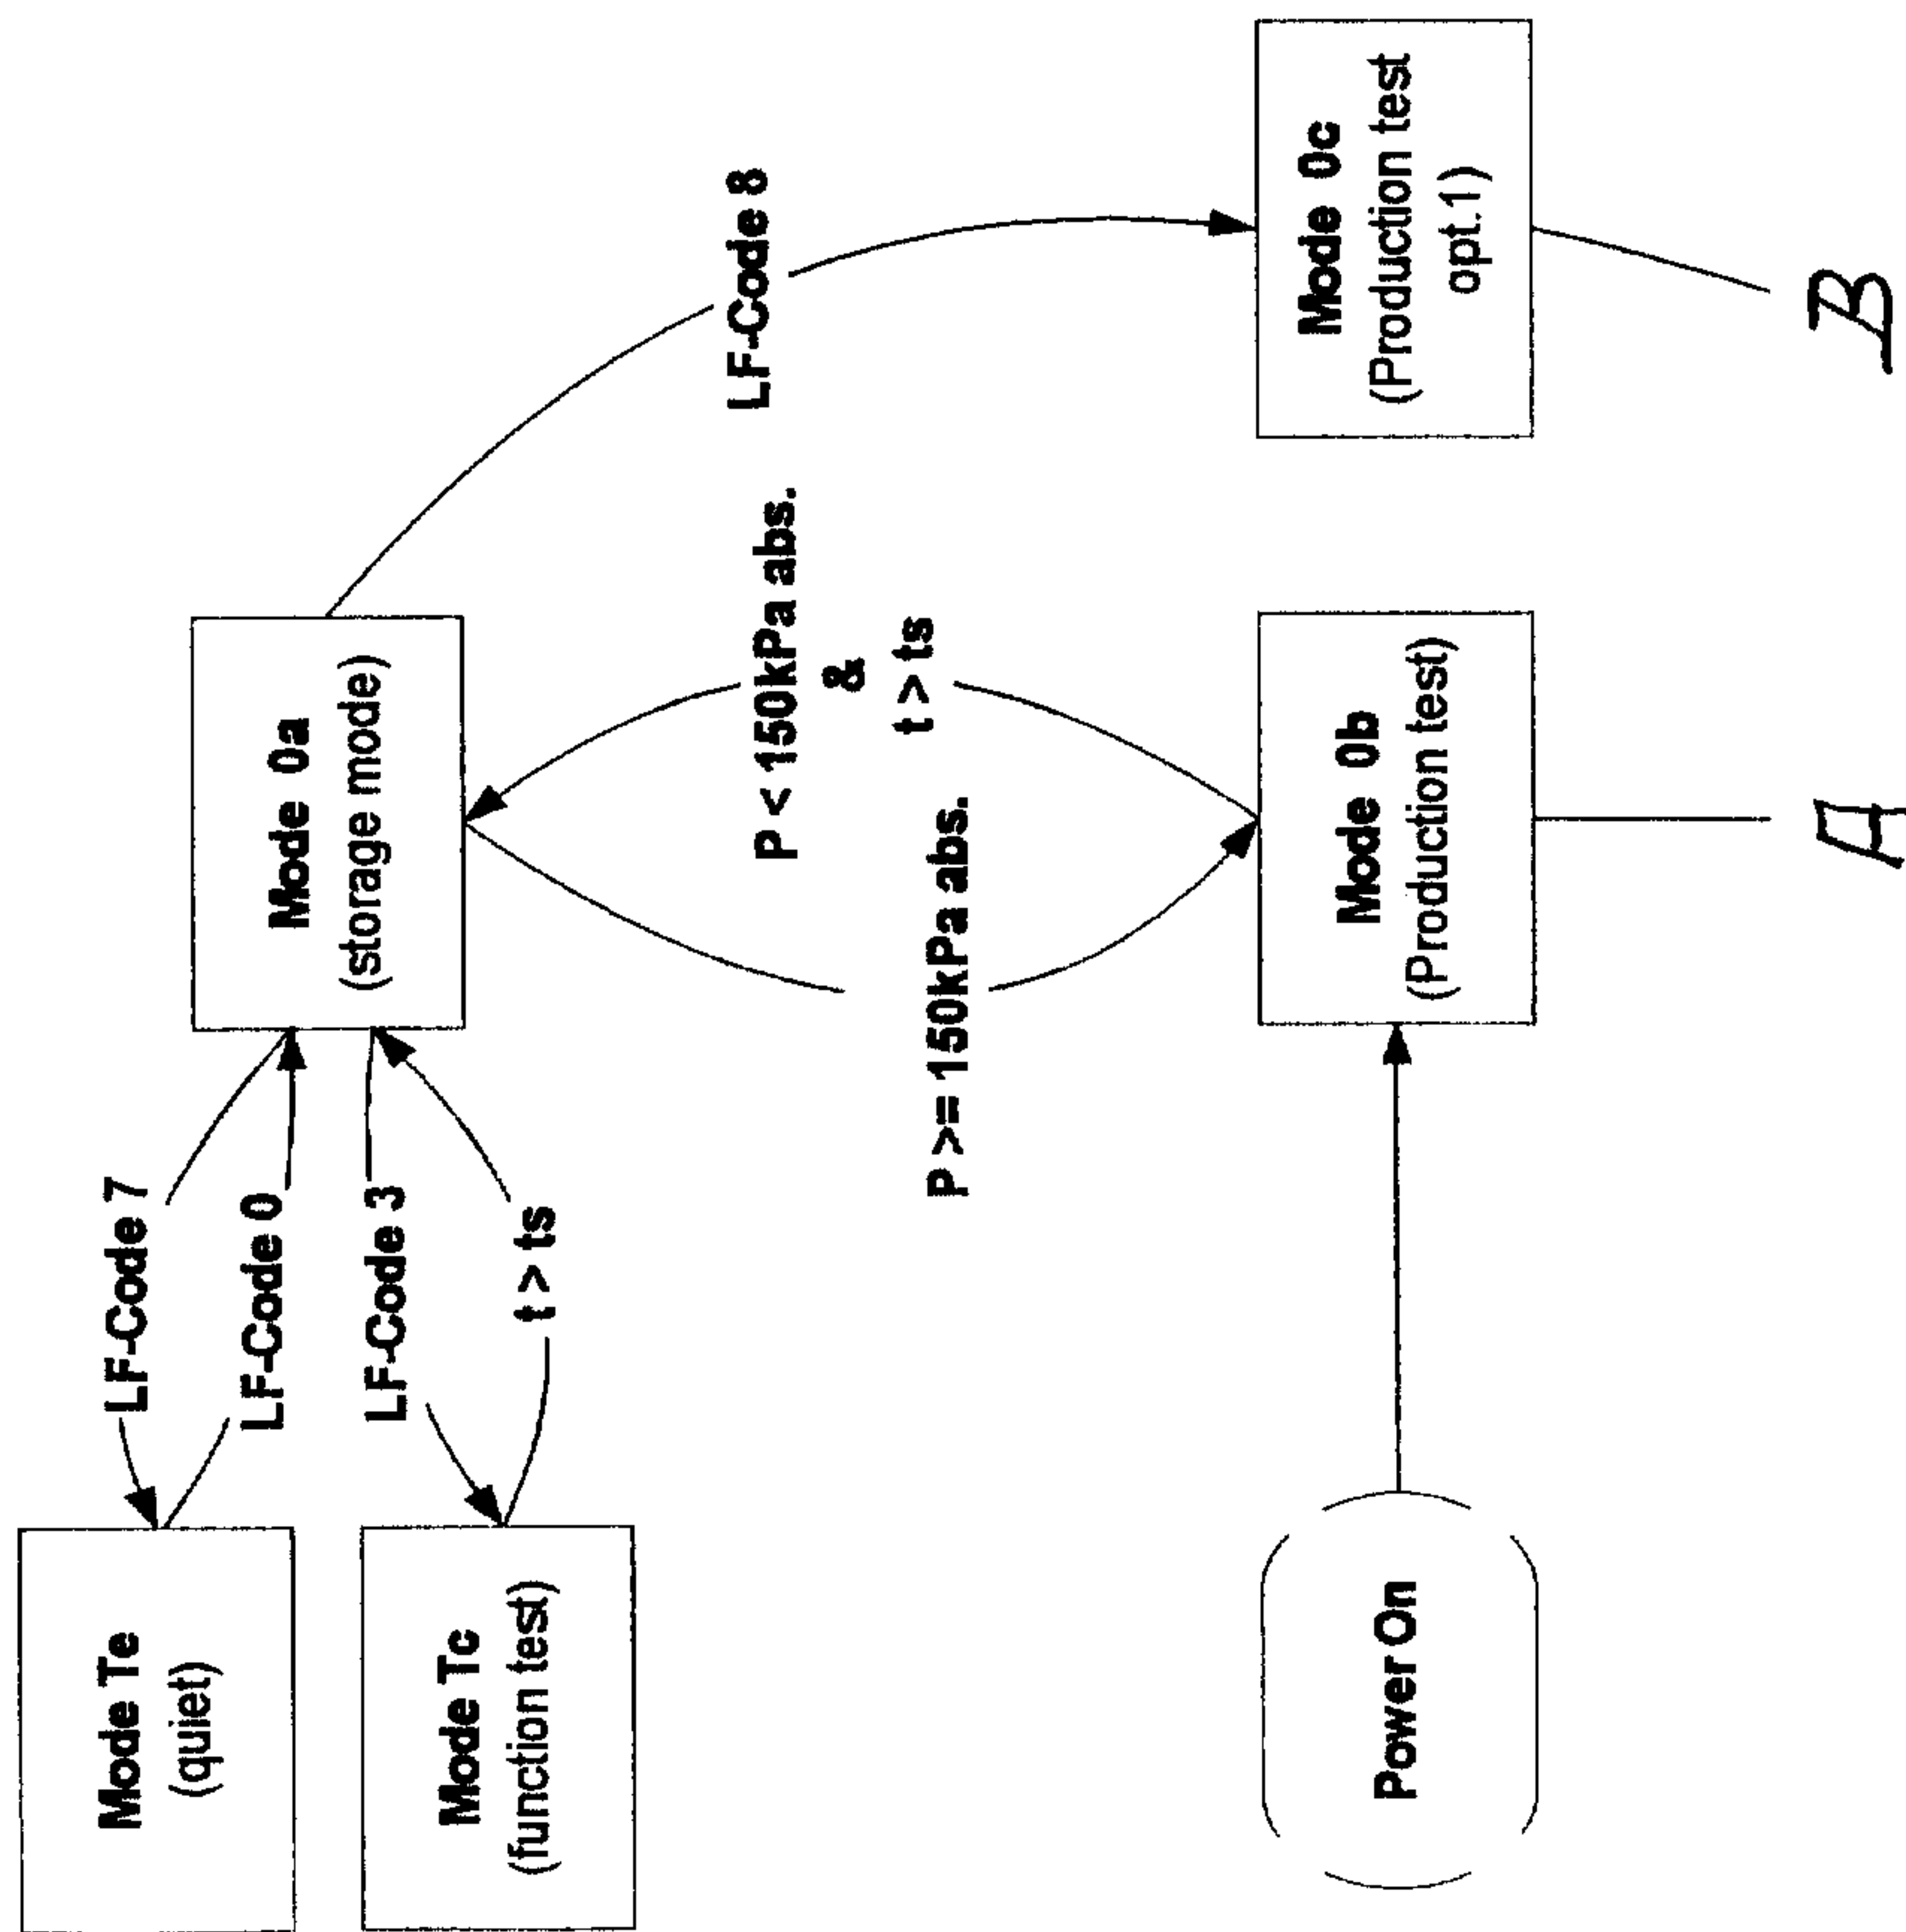 Mode Te
(quiet)
LF-Code 7
LF-Code 0
Mode 0a
(storage mode)
Mode Tc
(function test)
LF-Code 3
t > ts
LF-Code 8
P < 150kPa abs.
&
t > ts
P >= 150kPa abs.
Power On
Mode 0b
(Production test)
Mode 0c
(Production test
opt.1)
A
B